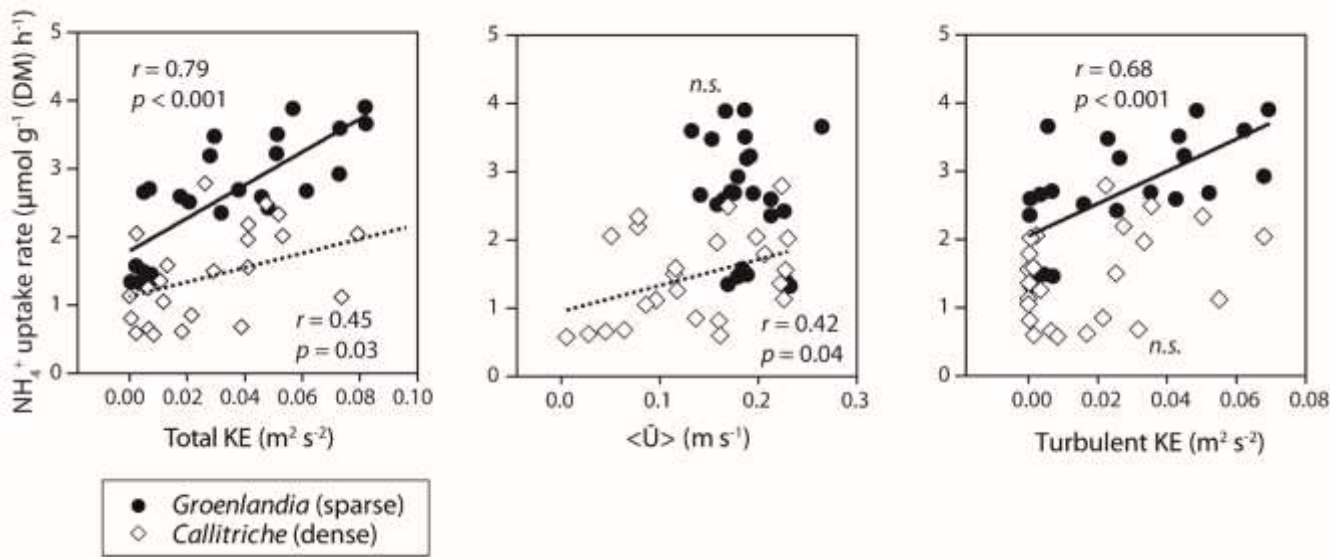 NH₄⁺ uptake rate (µmol g⁻¹ (DM) h⁻¹)
5
4
3
2
1
0
r = 0.79
p < 0.001
r = 0.45
p = 0.03
0.00 0.02 0.04 0.06 0.08 0.10
Total KE (m² s⁻²)
5
4
3
2
1
0
n.s.
r = 0.42
p = 0.04
0.0 0.1 0.2 0.3
<Ū> (m s⁻¹)
5
4
3
2
1
0
r = 0.68
p < 0.001
n.s.
0.00 0.02 0.04 0.06 0.08
Turbulent KE (m² s⁻²)
Groenlandia (sparse)
Callitriche (dense)